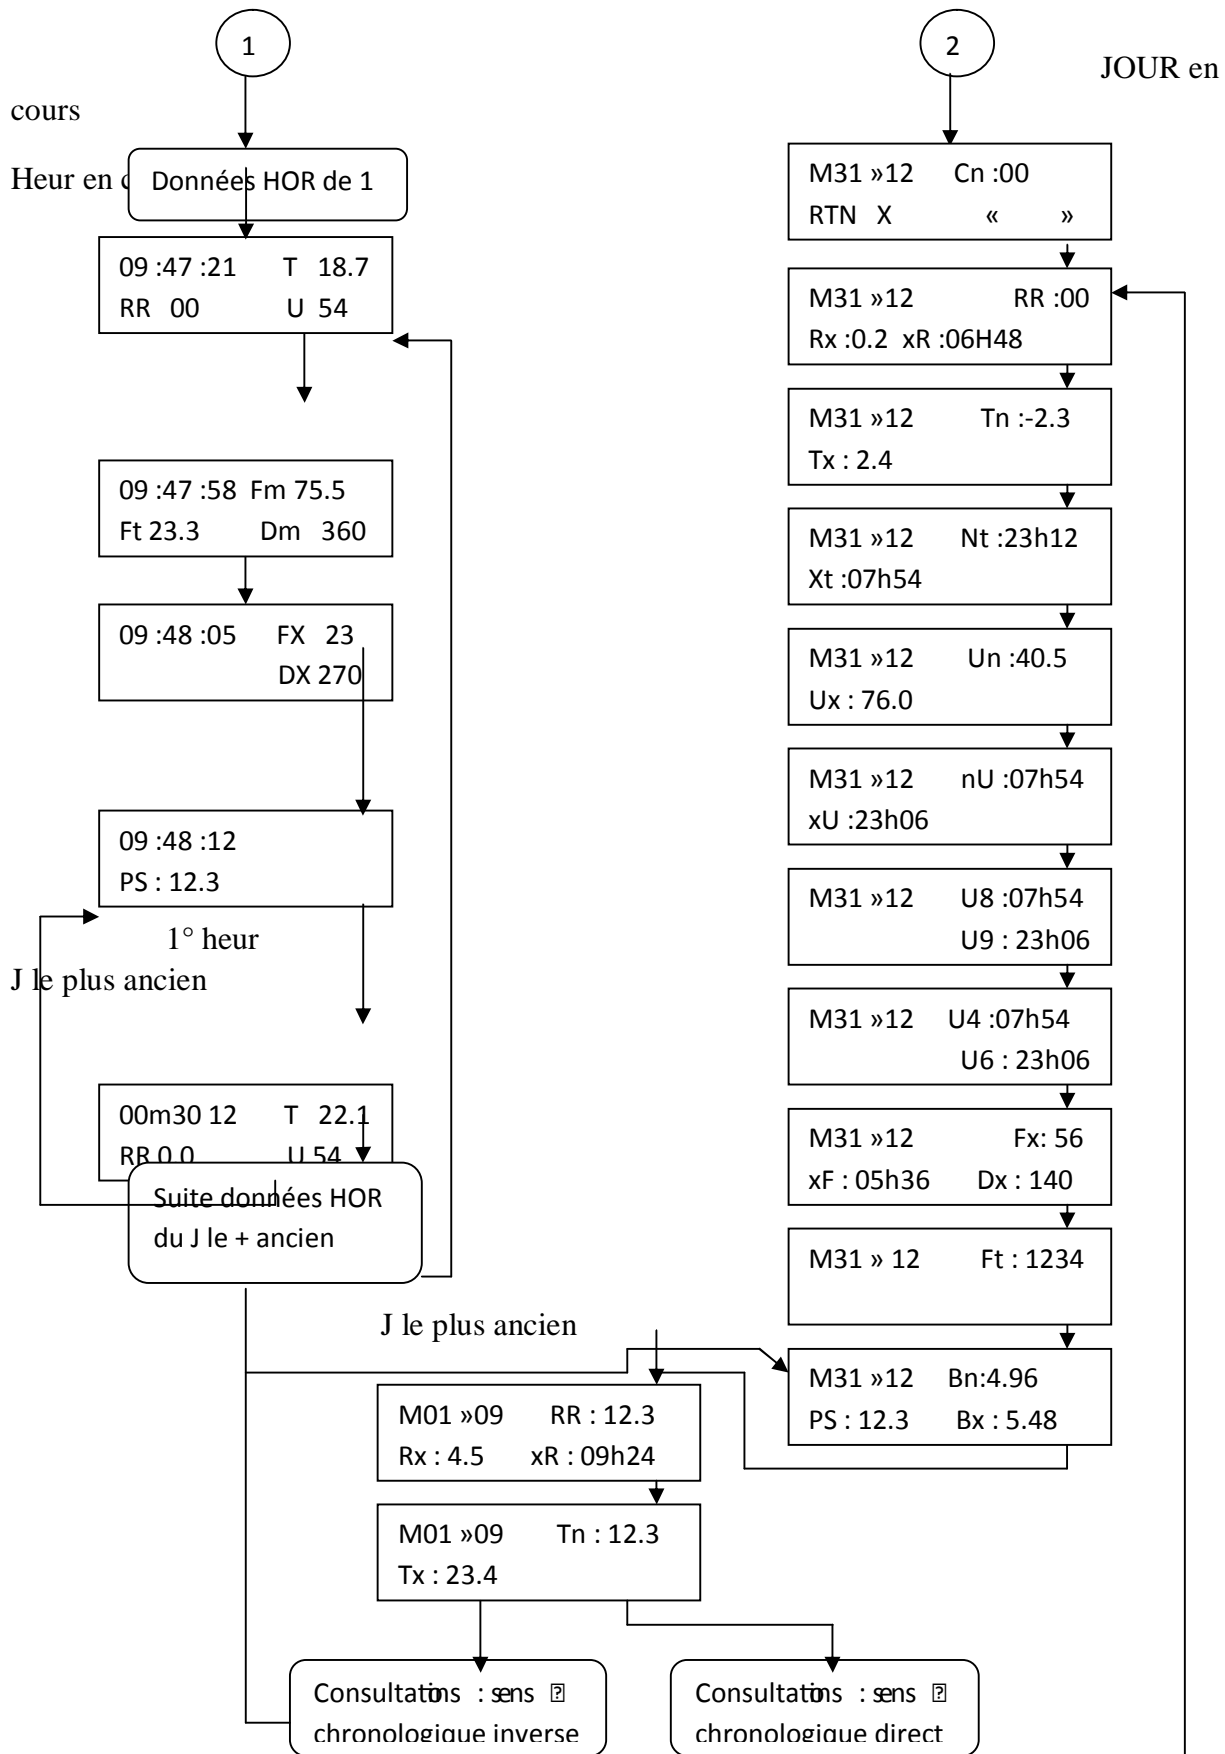 1
2
JOUR en
cours
Heur en c
Données HOR de 1
09 :47 :21 T 18.7
RR 00 U 54
09 :47 :58 Fm 75.5
Ft 23.3 Dm 360
09 :48 :05 FX 23
DX 270
09 :48 :12
PS : 12.3
1° heur
J le plus ancien
00m30 12 T 22.1
RR 0.0 U 54
Suite données HOR
du J le + ancien
M31 »12 Cn :00
RTN X « »
M31 »12 RR :00
Rx :0.2 xR :06H48
M31 »12 Tn :-2.3
Tx : 2.4
M31 »12 Nt :23h12
Xt :07h54
M31 »12 Un :40.5
Ux : 76.0
M31 »12 nU :07h54
xU :23h06
M31 »12 U8 :07h54
U9 : 23h06
M31 »12 U4 :07h54
U6 : 23h06
M31 »12 Fx: 56
xF : 05h36 Dx : 140
M31 » 12 Ft : 1234
M31 »12 Bn:4.96
PS : 12.3 Bx : 5.48
J le plus ancien
M01 »09 RR : 12.3
Rx : 4.5 xR : 09h24
M01 »09 Tn : 12.3
Tx : 23.4
Consultations : sens
chronologique inverse
Consultations : sens
chronologique direct